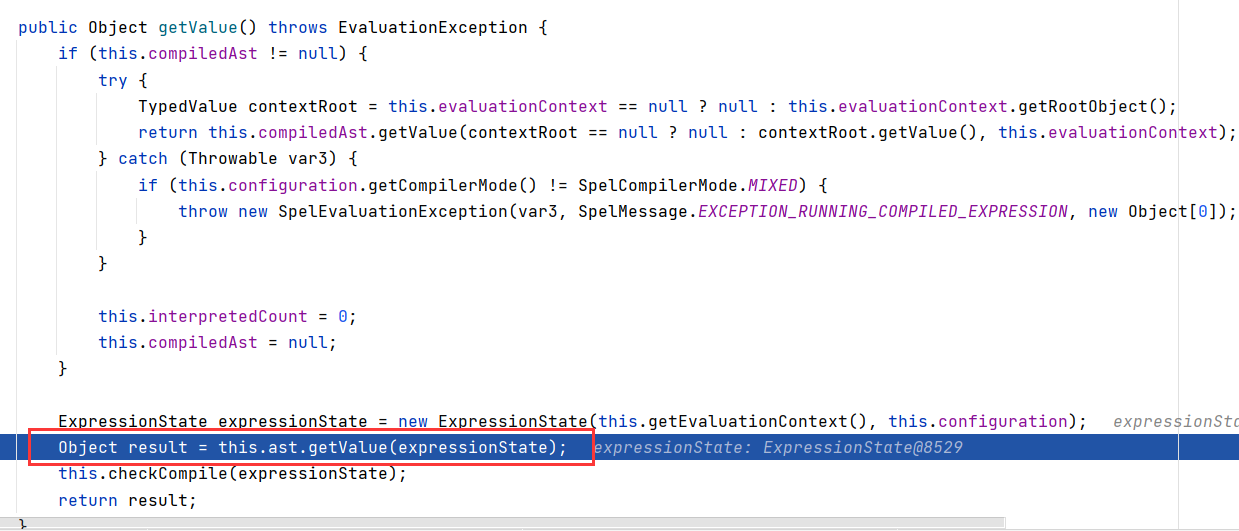 public Object getValue() throws EvaluationException {
if (this.compiledAst != null) {
try {
TypedValue contextRoot = this.evaluationContext == null ? null : this.evaluationContext.getRootObject();
return this.compiledAst.getValue(contextRoot == null ? null : contextRoot.getValue(), this.evaluationContext);
} catch (Throwable var3) {
if (this.configuration.getCompilerMode() != SpelCompilerMode.MIXED) {
throw new SpelEvaluationException(var3, SpelMessage.EXCEPTION_RUNNING_COMPILED_EXPRESSION, new Object[0]);
}
}
this.interpretedCount = 0;
this.compiledAst = null;
}
ExpressionState expressionState = new ExpressionState(this.getEvaluationContext(), this.configuration);
Object result = this.ast.getValue(expressionState); expressionState: ExpressionState@8529
this.checkCompile(expressionState);
return result;
}